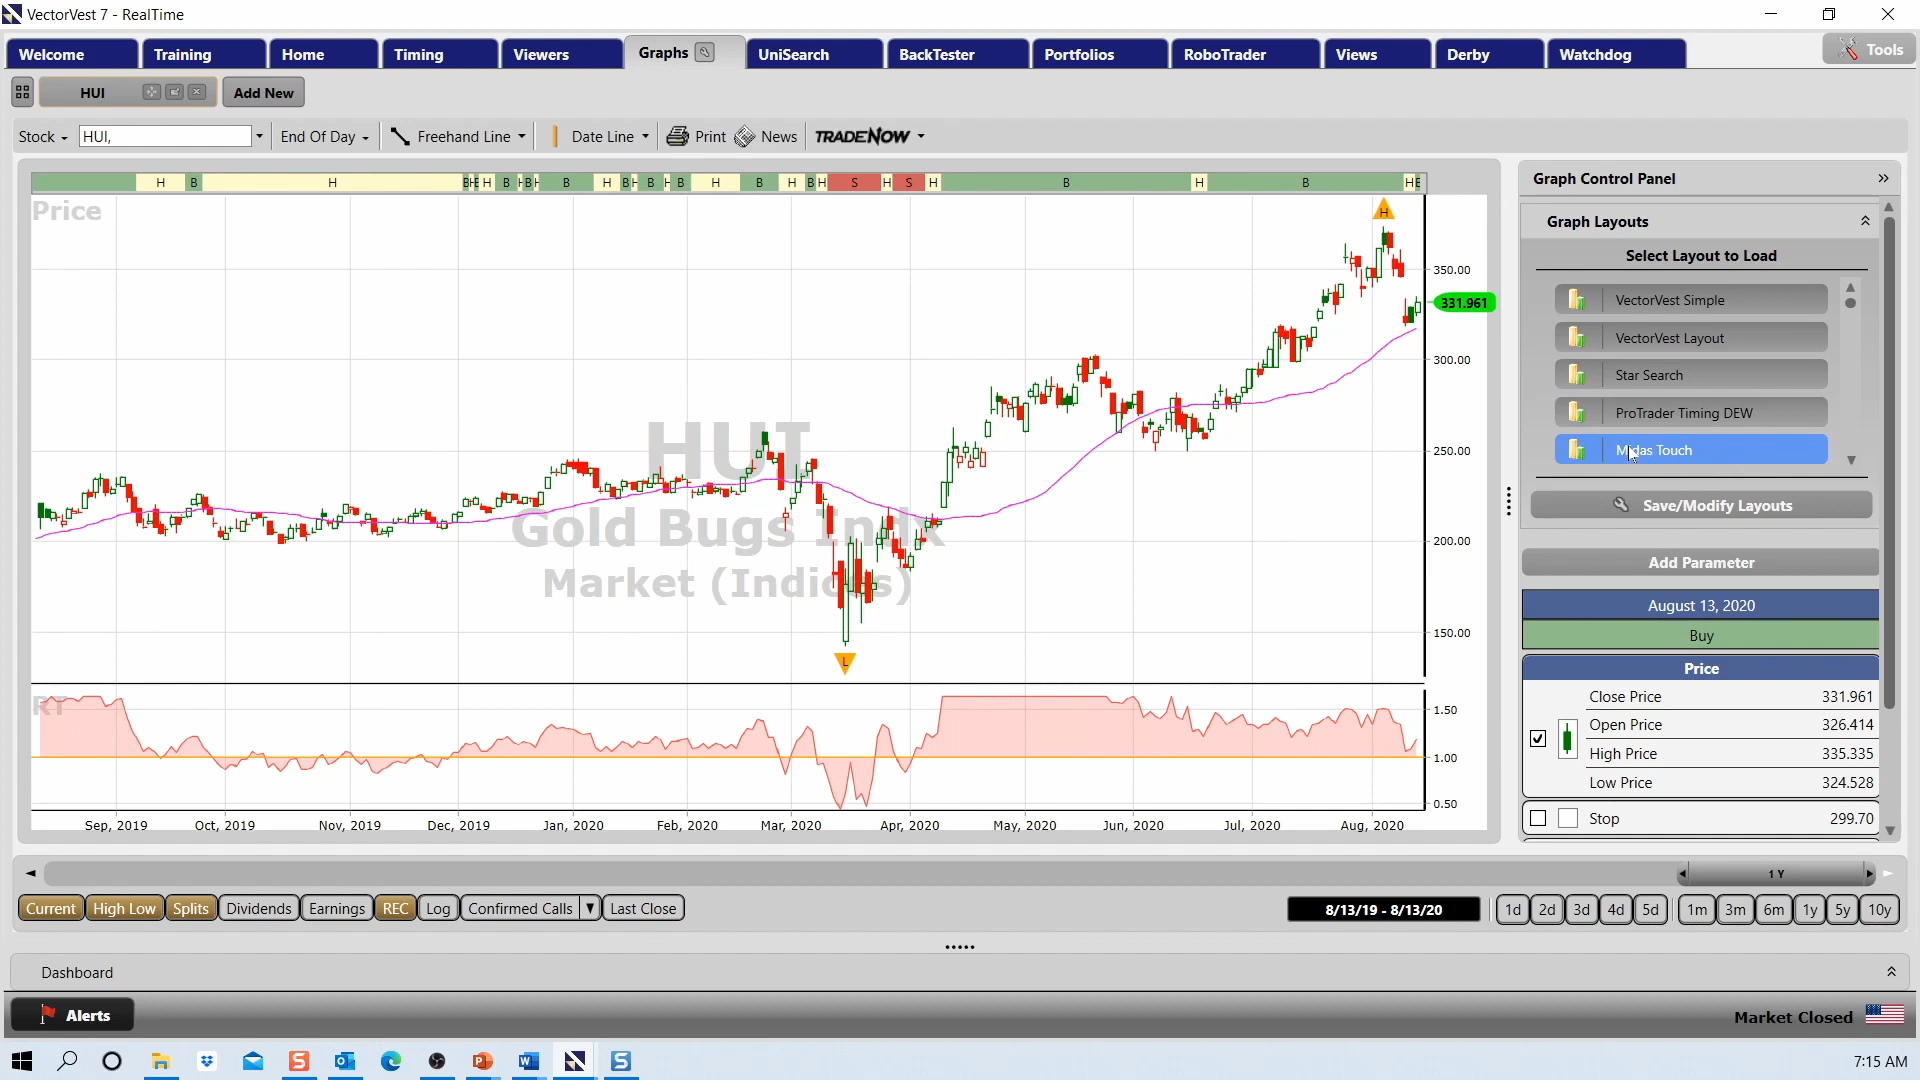 VectorVest 7 - RealTime
Welcome Training Home Timing Viewers Graphs UniSearch BackTester Portfolios RoboTrader Views Derby Watchdog Tools
HUI Add New
Stock HUI, End Of Day Freehand Line Date Line Print News TRADENOW
H B H H B B H B B H B H B H S H S H B H B H
Price
H
350.00
331.961
300.00
250.00
200.00
150.00
HUI
Gold Bugs Indx
Market (Indices)
L
RT
1.50
1.00
0.50
Sep, 2019 Oct, 2019 Nov, 2019 Dec, 2019 Jan, 2020 Feb, 2020 Mar, 2020 Apr, 2020 May, 2020 Jun, 2020 Jul, 2020 Aug, 2020
Graph Control Panel
Graph Layouts
Select Layout to Load
VectorVest Simple
VectorVest Layout
Star Search
ProTrader Timing DEW
Midas Touch
Save/Modify Layouts
Add Parameter
August 13, 2020
Buy
Price
Close Price 331.961
Open Price 326.414
High Price 335.335
Low Price 324.528
Stop 299.70
1 Y
Current High Low Splits Dividends Earnings REC Log Confirmed Calls Last Close 8/13/19 - 8/13/20 1d 2d 3d 4d 5d 1m 3m 6m 1y 5y 10y
Dashboard
Alerts Market Closed
7:15 AM